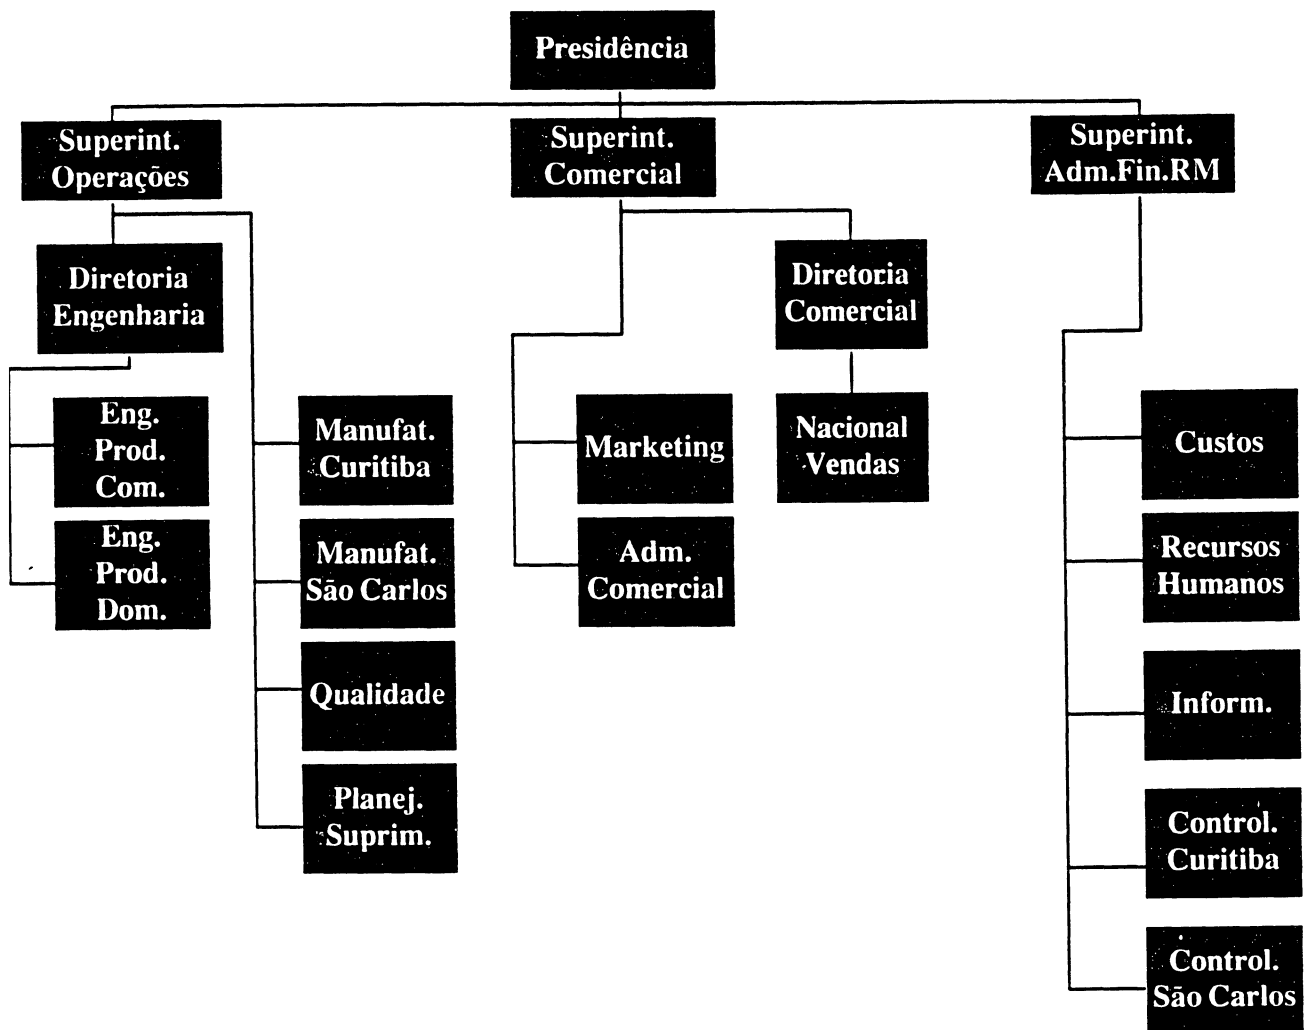 Presidência
Superint.
Operações
Superint.
Comercial
Superint.
Adm.Fin.RM
Diretoria
Engenharia
Diretoria
Comercial
Eng.
Prod.
Com.
Manufat.
Curitiba
Marketing
Nacional
Vendas
Custos
Eng.
Prod.
Dom.
Manufat.
São Carlos
Adm.
Comercial
Recursos
Humanos
Qualidade
Inform.
Planej.
Suprim.
Control.
Curitiba
Control.
São Carlos